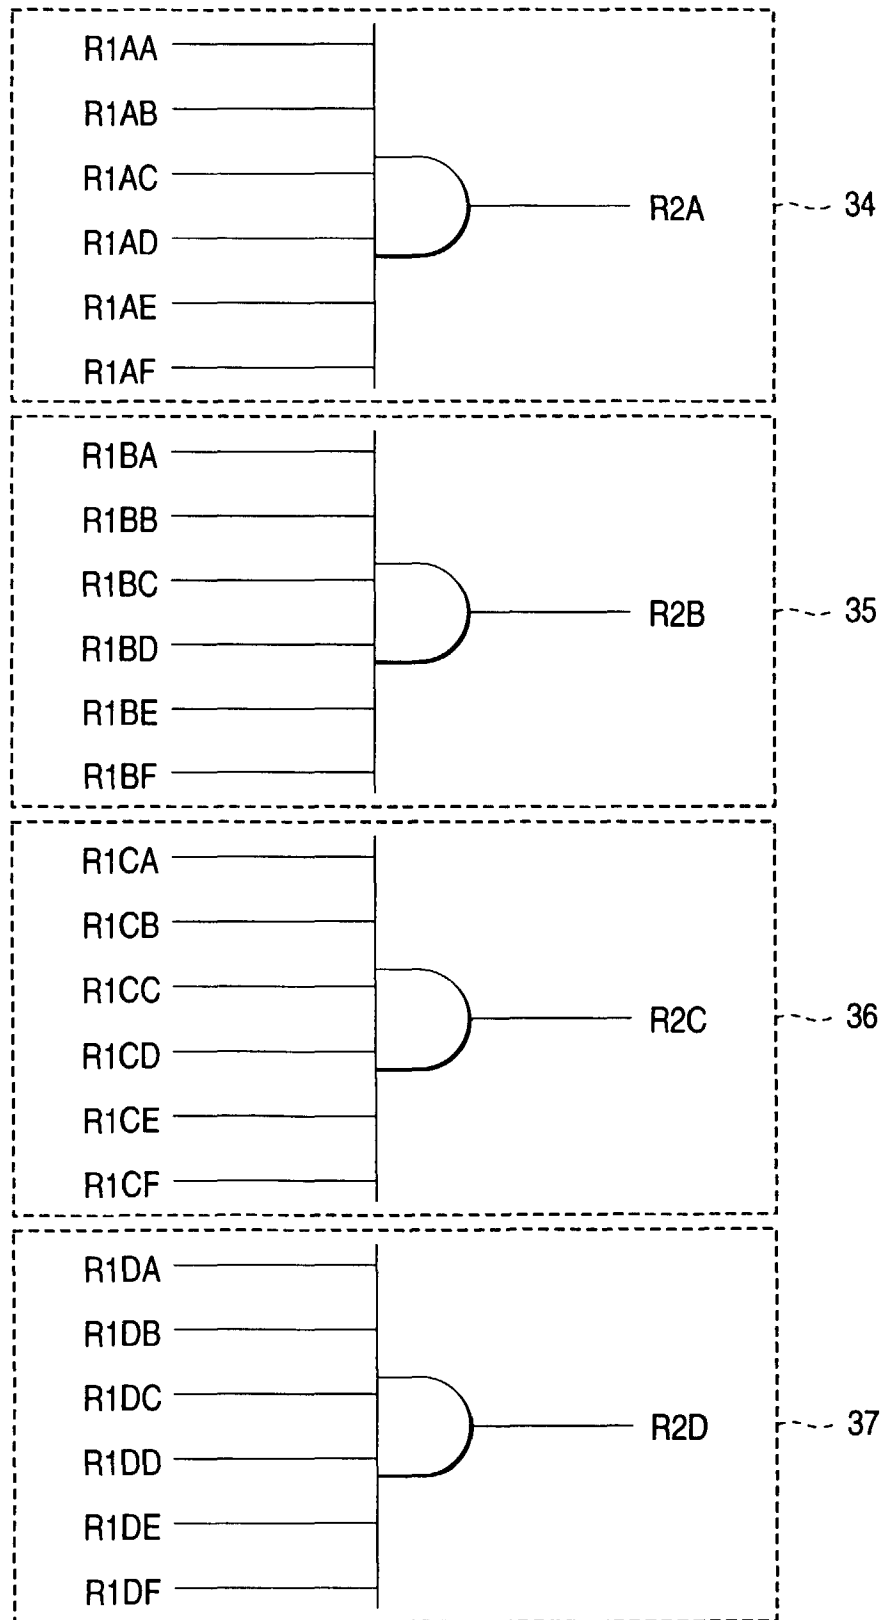 R1AA
R1AB
R1AC
R1AD
R1AE
R1AF
R2A
34
R1BA
R1BB
R1BC
R1BD
R1BE
R1BF
R2B
35
R1CA
R1CB
R1CC
R1CD
R1CE
R1CF
R2C
36
R1DA
R1DB
R1DC
R1DD
R1DE
R1DF
R2D
37